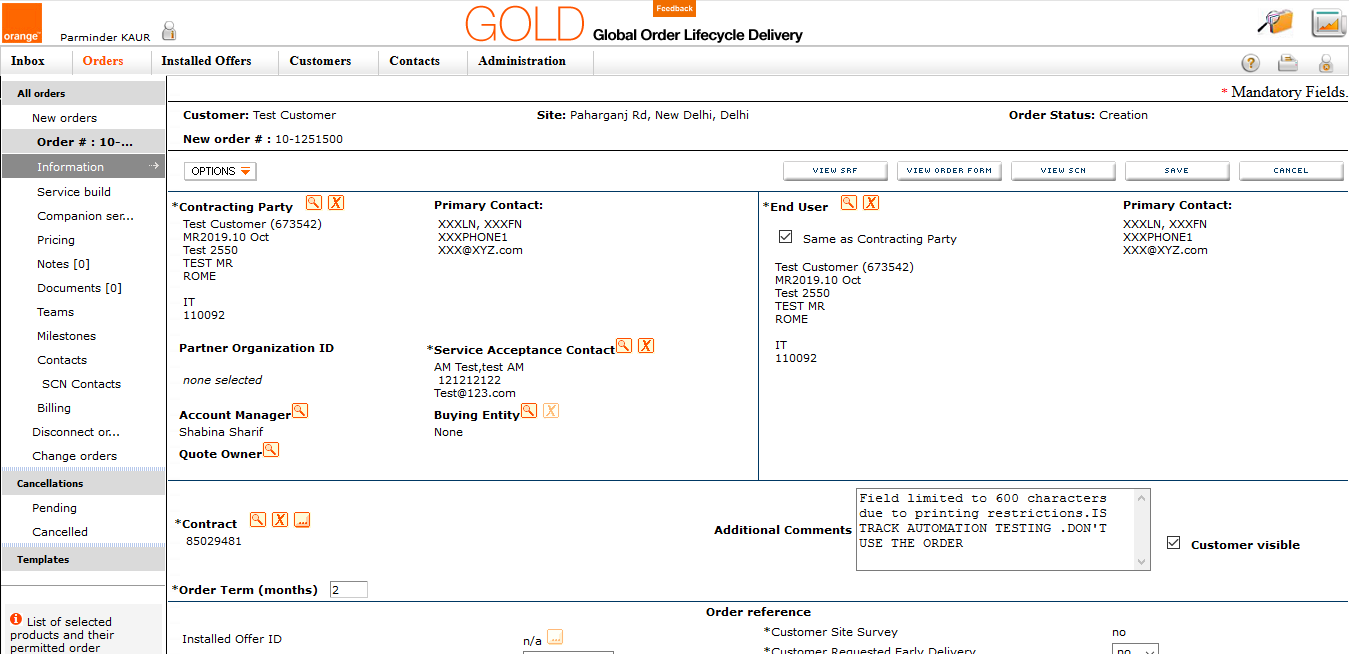 Feedback
orange™
Parminder KAUR
GOLD
Global Order Lifecycle Delivery
Inbox Orders Installed Offers Customers Contacts Administration
All orders
New orders
Order # : 10-...
Information
Service build
Companion ser...
Pricing
Notes [0]
Documents [0]
Teams
Milestones
Contacts
SCN Contacts
Billing
Disconnect or...
Change orders
Cancellations
Pending
Cancelled
Templates
List of selected
products and their
permitted order
* Mandatory Fields.
Customer: Test Customer Site: Paharganj Rd, New Delhi, Delhi Order Status: Creation
New order # : 10-1251500
OPTIONS VIEW SRF VIEW ORDER FORM VIEW SCN SAVE CANCEL
*Contracting Party X
Test Customer (673542)
MR2019.10 Oct
Test 2550
TEST MR
ROME
IT
110092
Primary Contact:
XXXLN, XXXFN
XXXPHONE1
XXX@XYZ.com
Partner Organization ID
none selected
*Service Acceptance Contact X
AM Test,test AM
121212122
Test@123.com
Account Manager
Shabina Sharif
Buying Entity X
None
Quote Owner
*End User X
Same as Contracting Party
Test Customer (673542)
MR2019.10 Oct
Test 2550
TEST MR
ROME
IT
110092
Primary Contact:
XXXLN, XXXFN
XXXPHONE1
XXX@XYZ.com
*Contract X ...
85029481
Additional Comments
Field limited to 600 characters
due to printing restrictions.IS
TRACK AUTOMATION TESTING .DON'T
USE THE ORDER
Customer visible
*Order Term (months) 2
Order reference
Installed Offer ID n/a ...
*Customer Site Survey no
*Customer Requested Early Delivery no